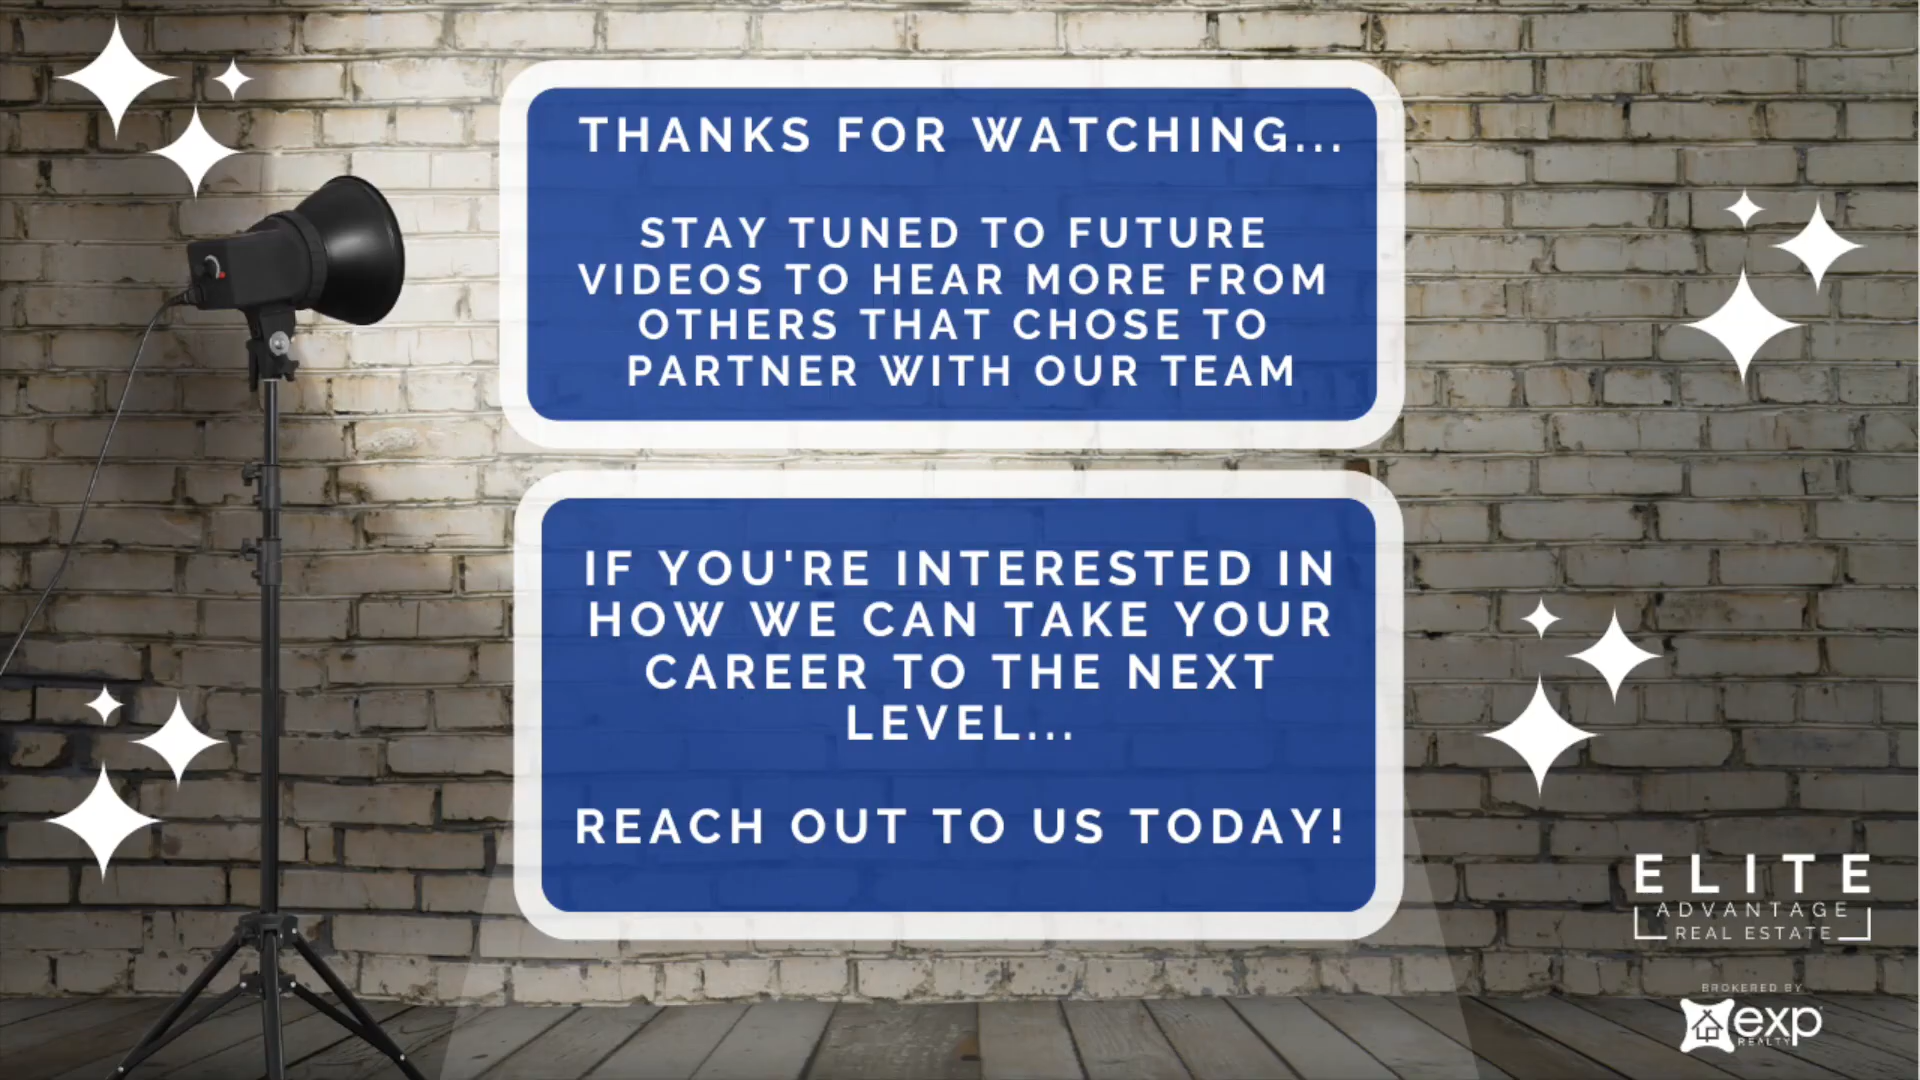 THANKS FOR WATCHING...
STAY TUNED TO FUTURE
VIDEOS TO HEAR MORE FROM
OTHERS THAT CHOSE TO
PARTNER WITH OUR TEAM
IF YOU'RE INTERESTED IN
HOW WE CAN TAKE YOUR
CAREER TO THE NEXT
LEVEL...
REACH OUT TO US TODAY!
ELITE
ADVANTAGE
REAL ESTATE
BROKERED BY
exp
REALTY